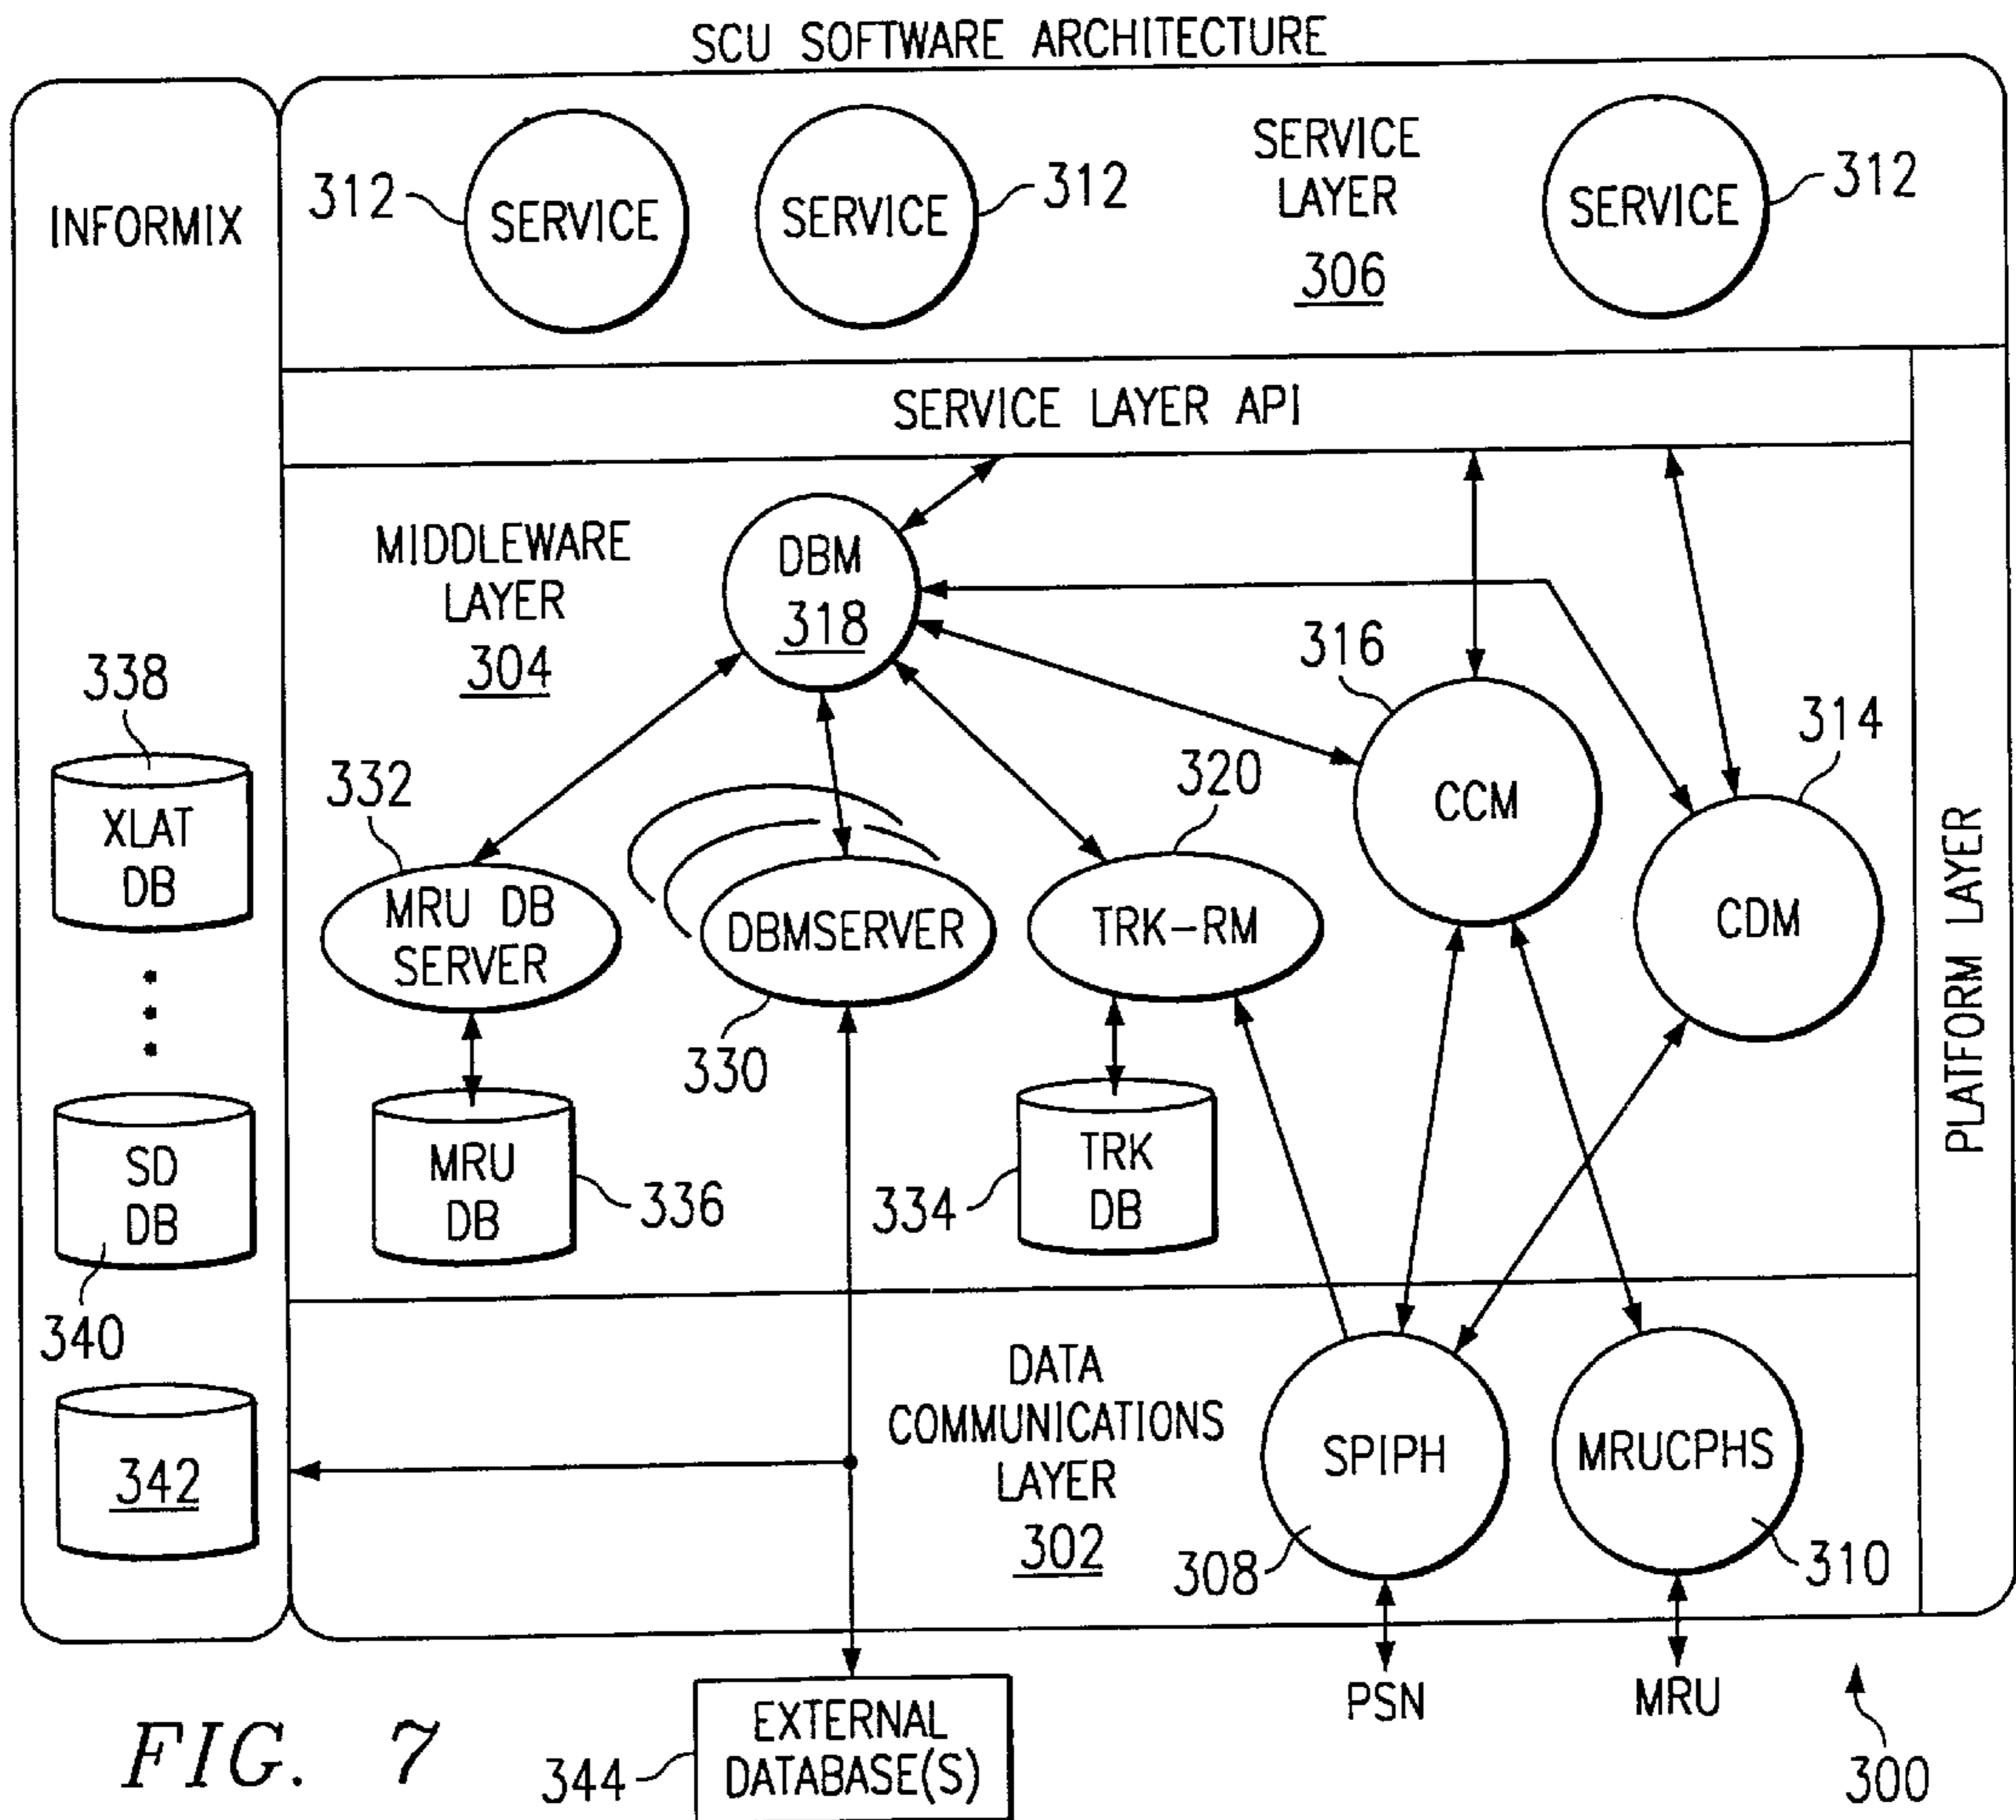 SCU SOFTWARE ARCHITECTURE
INFORMIX
312
SERVICE
SERVICE
312
SERVICE
LAYER
306
SERVICE
312
SERVICE LAYER API
MIDDLEWARE
LAYER
304
DBM
318
316
CCM
314
CDM
PLATFORM LAYER
338
XLAT
DB
332
MRU DB
SERVER
DBMSERVER
330
320
TRK-RM
SD
DB
340
MRU
DB
336
334
TRK
DB
342
DATA
COMMUNICATIONS
LAYER
302
SPIPH
308
MRUCPHS
310
PSN
MRU
300
FIG. 7
344
EXTERNAL
DATABASE(S)